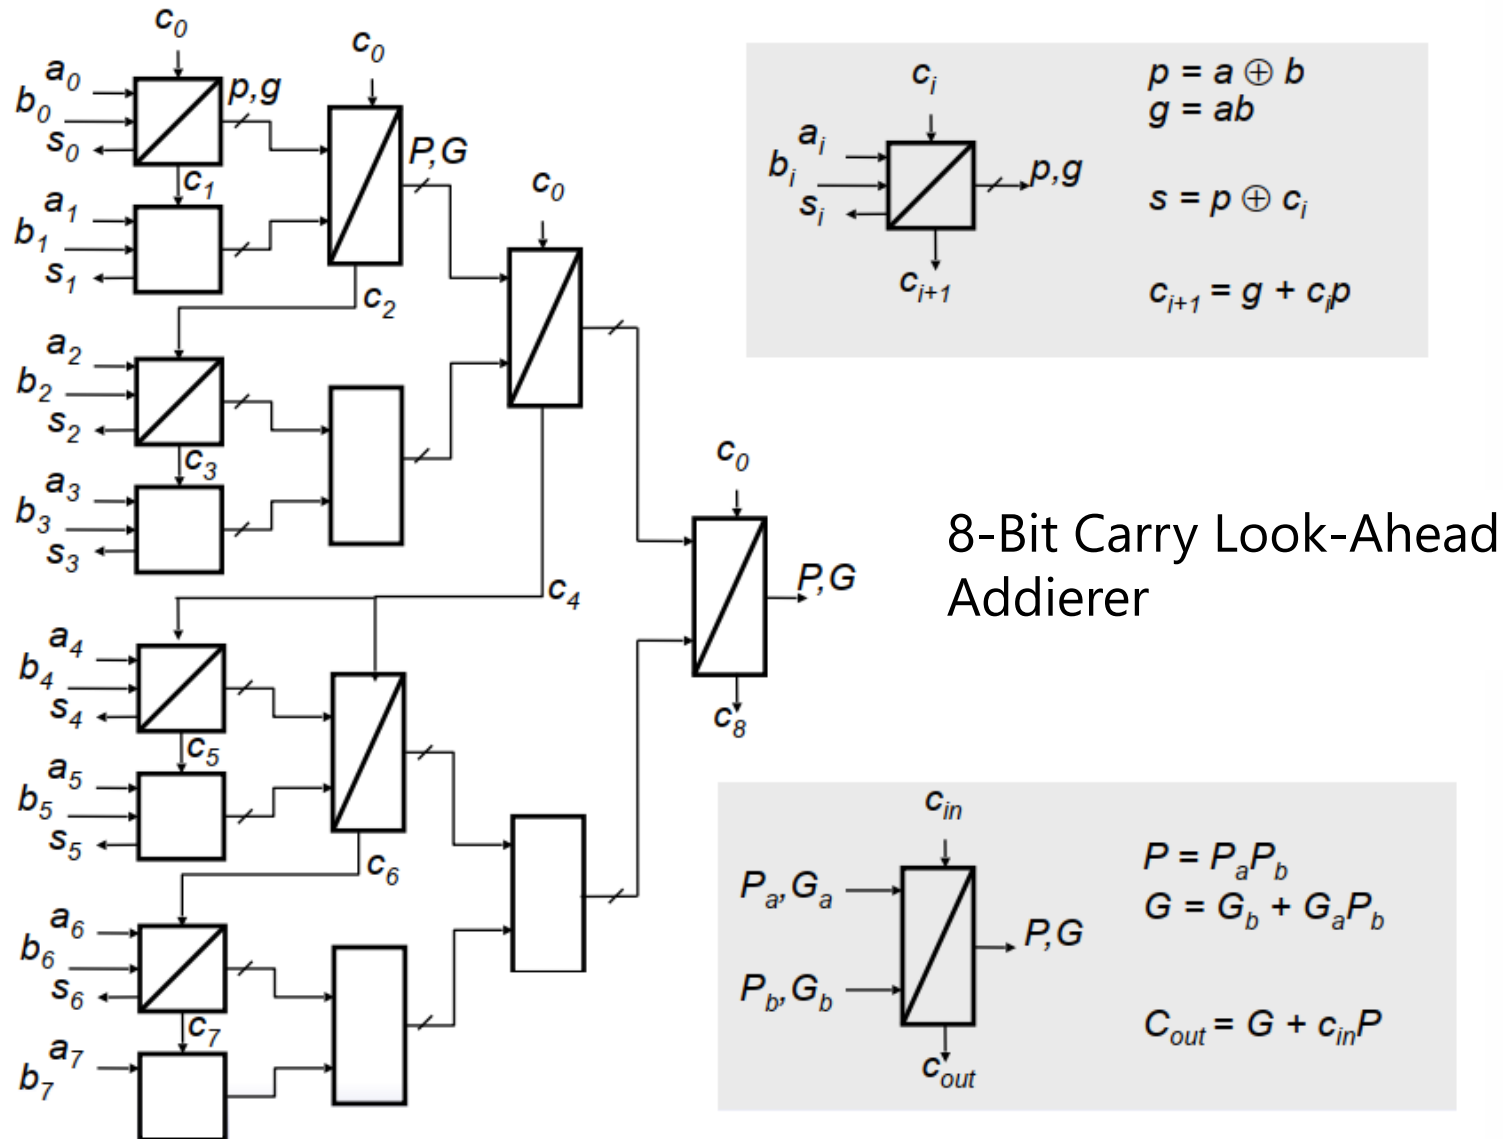 c0
c0
a0
b0
s0
p,g
P,G
c1
c0
a1
b1
s1
c2
a2
b2
s2
c3
a3
b3
s3
c0
c4
P,G
a4
b4
s4
c8
c5
a5
b5
s5
c6
a6
b6
s6
c7
a7
b7
ci
ai
bi
si
p,g
ci+1
p = a ⊕ b
g = ab
s = p ⊕ ci
ci+1 = g + cip
8-Bit Carry Look-Ahead
Addierer
cin
Pa,Ga
P,G
Pb,Gb
cout
P = PaPb
G = Gb + GaPb
Cout = G + cinP